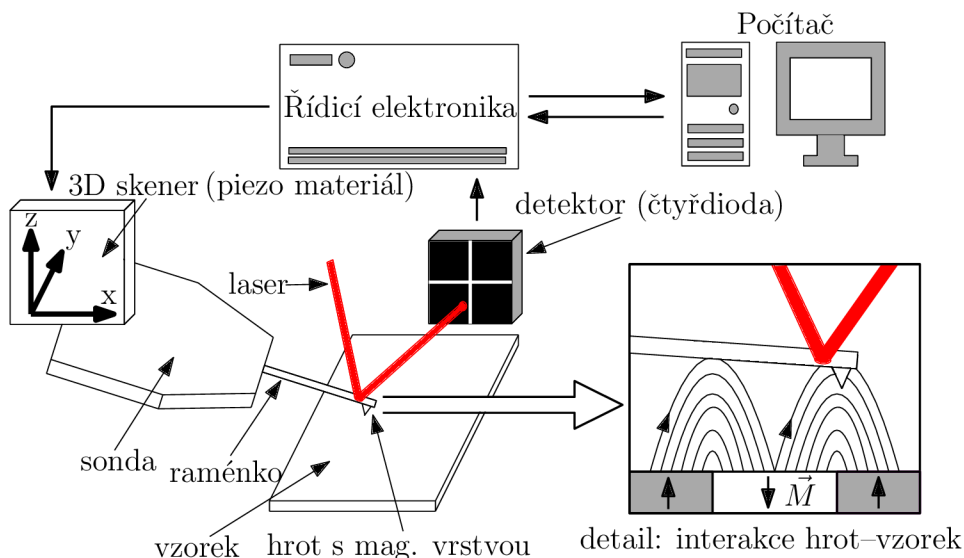 Počítač
Řídicí elektronika
3D skener (piezo materiál)
detektor (čtyřdioda)
z
y
x
laser
sonda
raménko
vzorek
hrot s mag. vrstvou
M⃗
detail: interakce hrot–vzorek